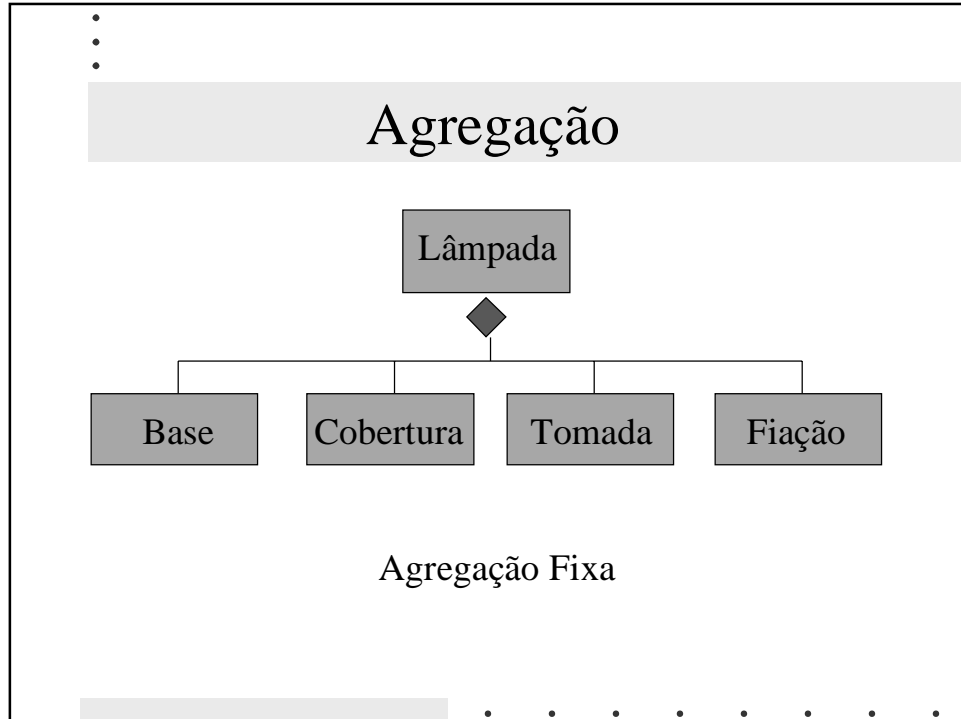 Agregação
Lâmpada
Base
Cobertura
Tomada
Fiação
Agregação Fixa